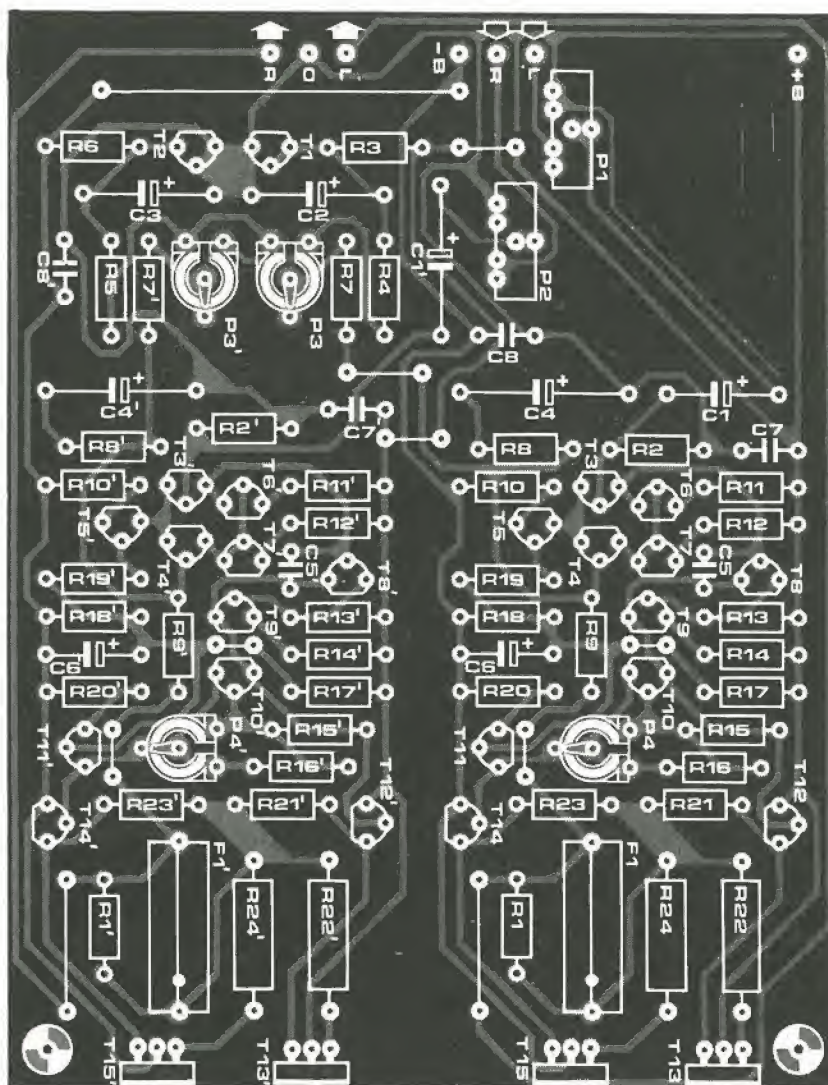 R O L -B R L +B
R6 T2 T1 R3 P1
C3 C2
C8' R5 R7' P3' P3 R7 R4 C1' P2
C8
C4' C7' C4 C1
R8' R2' R8 R2 C7
R10' T3' T6' R11' R10 T3 T6 R11
T5' R12' T5 R12
R19' T4' T7' C5' T8' R19 T4 T7 C5 T8
R18' R9' T9' R13' R18 R9 T9 R13
C6' R14' C6 R14
R20' T10' R17' R20 T10 R17
T11' P4' R15' T11 P4 R15
R16' R16
R23' R21' T12' R23 R21 T12
T14' T14
R1' F1' R24' R22' R1 F1 R24 R22
T15' T13' T15 T13